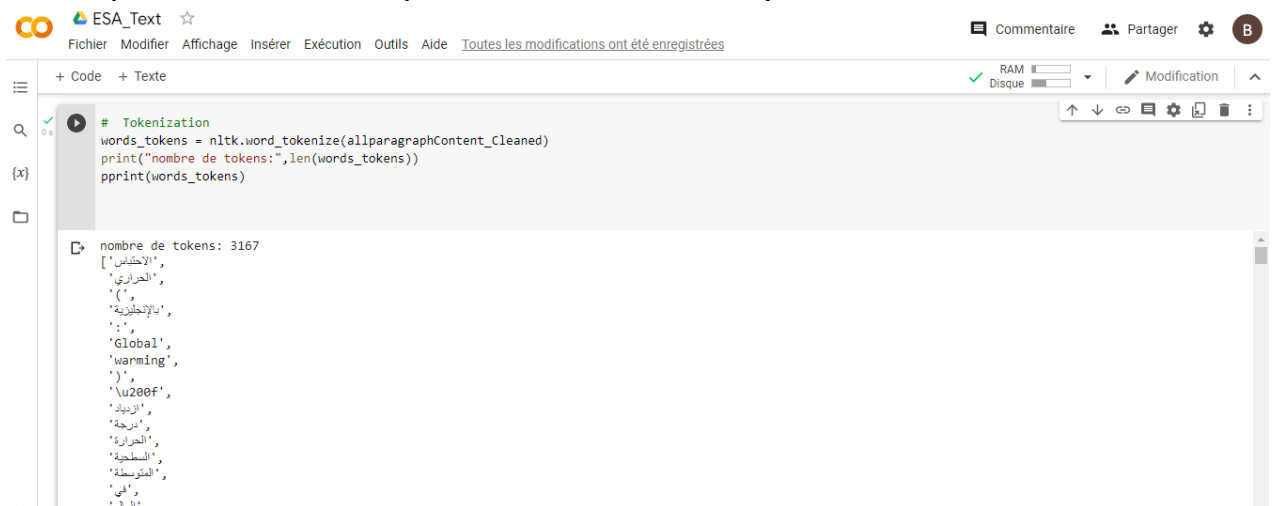 ESA_Text
Fichier Modifier Affichage Insérer Exécution Outils Aide Toutes les modifications ont été enregistrées
Commentaire Partager B
+ Code + Texte
RAM
Disque
Modification
0 s
{x}
# Tokenization
words_tokens = nltk.word_tokenize(allparagraphContent_Cleaned)
print("nombre de tokens:",len(words_tokens))
pprint(words_tokens)
nombre de tokens: 3167
['الاحتباس',
'الحراري',
'(',
'بالإنجليزية',
':',
'Global',
'warming',
')',
'\u200f',
'ازدياد',
'درجة',
'الحرارة',
'السطحية',
'المتوسطة',
'في',